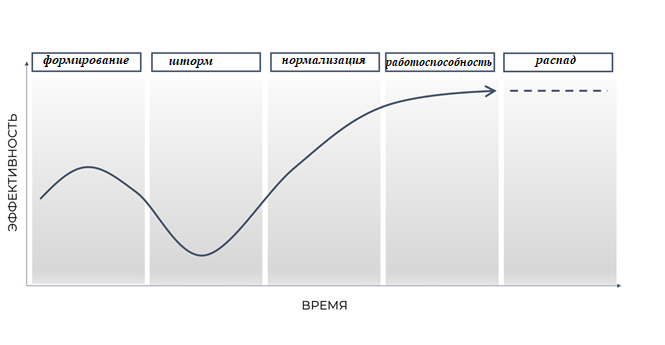 формирование
шторм
нормализация
работоспособность
распад
ЭФФЕКТИВНОСТЬ
ВРЕМЯ